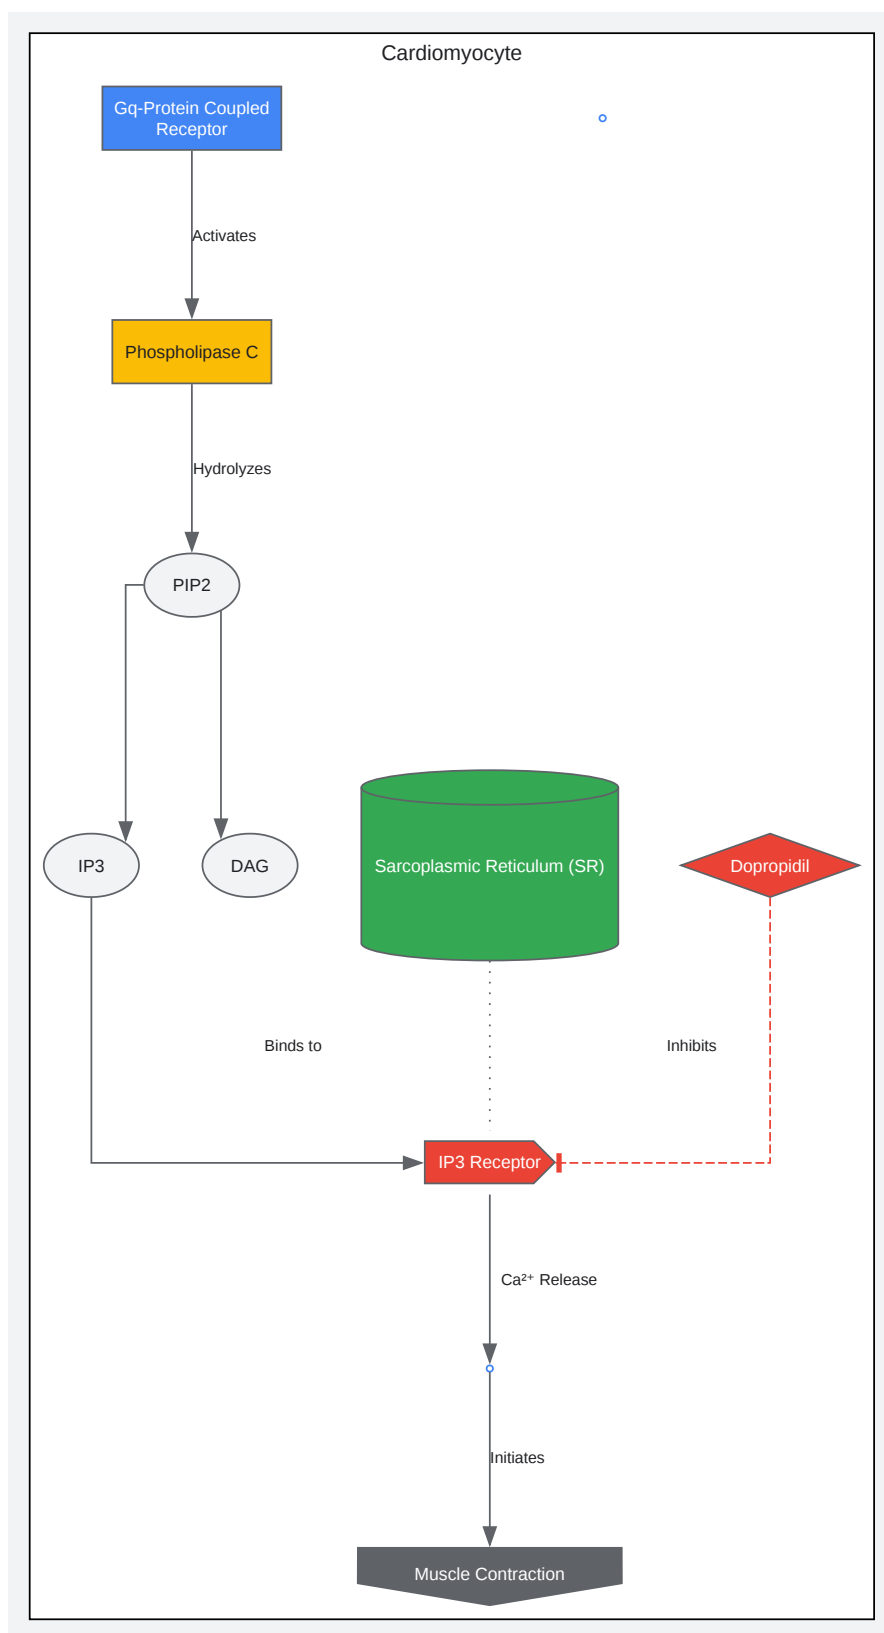 Cardiomyocyte
Gq-Protein Coupled
Receptor
Activates
Phospholipase C
Hydrolyzes
PIP2
IP3
DAG
Sarcoplasmic Reticulum (SR)
Dopropidil
Binds to
Inhibits
IP3 Receptor
Ca²⁺ Release
Initiates
Muscle Contraction